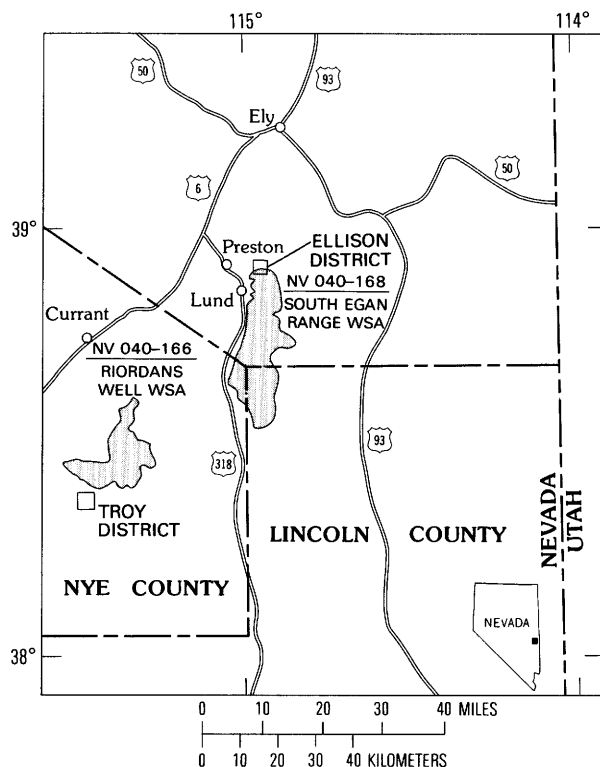 115°
114°
50
93
Ely
50
6
39°
Preston
ELLISON
DISTRICT
NV 040–168
Lund
SOUTH EGAN
RANGE WSA
Currant
NV 040–166
RIORDANS
WELL WSA
93
318
TROY
DISTRICT
LINCOLN COUNTY
NEVADA
UTAH
NYE COUNTY
NEVADA
38°
0 10 20 30 40 MILES
0 10 20 30 40 KILOMETERS